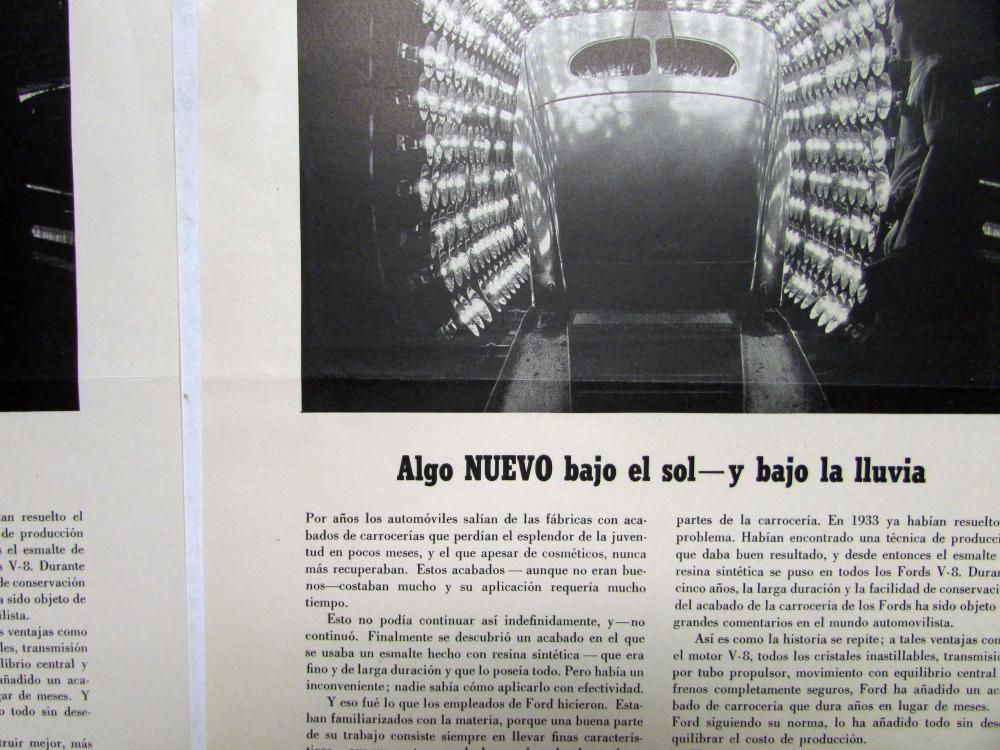 an resuelto el
de producción
s el esmalte de
s V-8. Durante
de conservación
a sido objeto de
ilista.
s ventajas como
les, transmisión
librio central y
añadido un aca-
gar de meses. Y
o todo sin dese-
truir mejor, más
Algo NUEVO bajo el sol—y bajo la lluvia
Por años los automóviles salían de las fábricas con aca-
bados de carrocerías que perdían el esplendor de la juven-
tud en pocos meses, y el que apesar de cosméticos, nunca
más recuperaban. Estos acabados — aunque no eran bue-
nos—costaban mucho y su aplicación requería mucho
tiempo.
Esto no podía continuar así indefinidamente, y—no
continuó. Finalmente se descubrió un acabado en el que
se usaba un esmalte hecho con resina sintética — que era
fino y de larga duración y que lo poseía todo. Pero había un
inconveniente; nadie sabía cómo aplicarlo con efectividad.
Y eso fué lo que los empleados de Ford hicieron. Esta-
ban familiarizados con la materia, porque una buena parte
de su trabajo consiste siempre en llevar finas caracterís-
partes de la carrocería. En 1933 ya habían resuelto
problema. Habían encontrado una técnica de producci
que daba buen resultado, y desde entonces el esmalte
resina sintética se puso en todos los Fords V-8. Duran
cinco años, la larga duración y la facilidad de conservaci
del acabado de la carrocería de los Fords ha sido objeto
grandes comentarios en el mundo automovilista.
Así es como la historia se repite; a tales ventajas com
el motor V-8, todos los cristales inastillables, transmisió
por tubo propulsor, movimiento con equilibrio central
frenos completamente seguros, Ford ha añadido un ac
bado de carrocería que dura años en lugar de meses.
Ford siguiendo su norma, lo ha añadido todo sin dese
quilibrar el costo de producción.